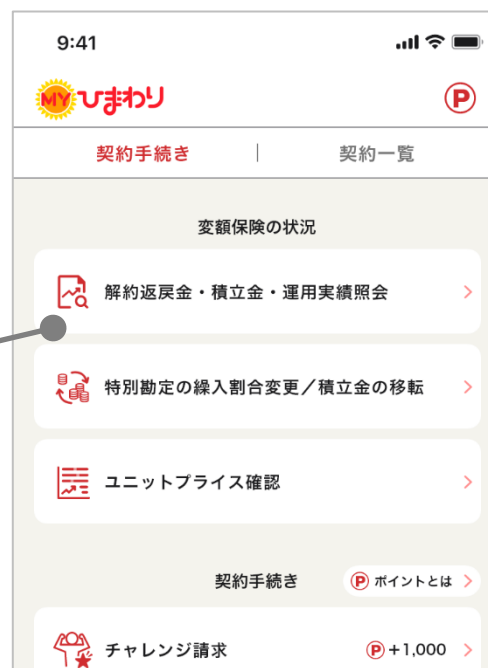 9:41
MYひまわり
P
契約手続き
契約一覧
変額保険の状況
解約返戻金・積立金・運用実績照会
特別勘定の繰入割合変更／積立金の移転
ユニットプライス確認
契約手続き
P ポイントとは
チャレンジ請求
P +1,000